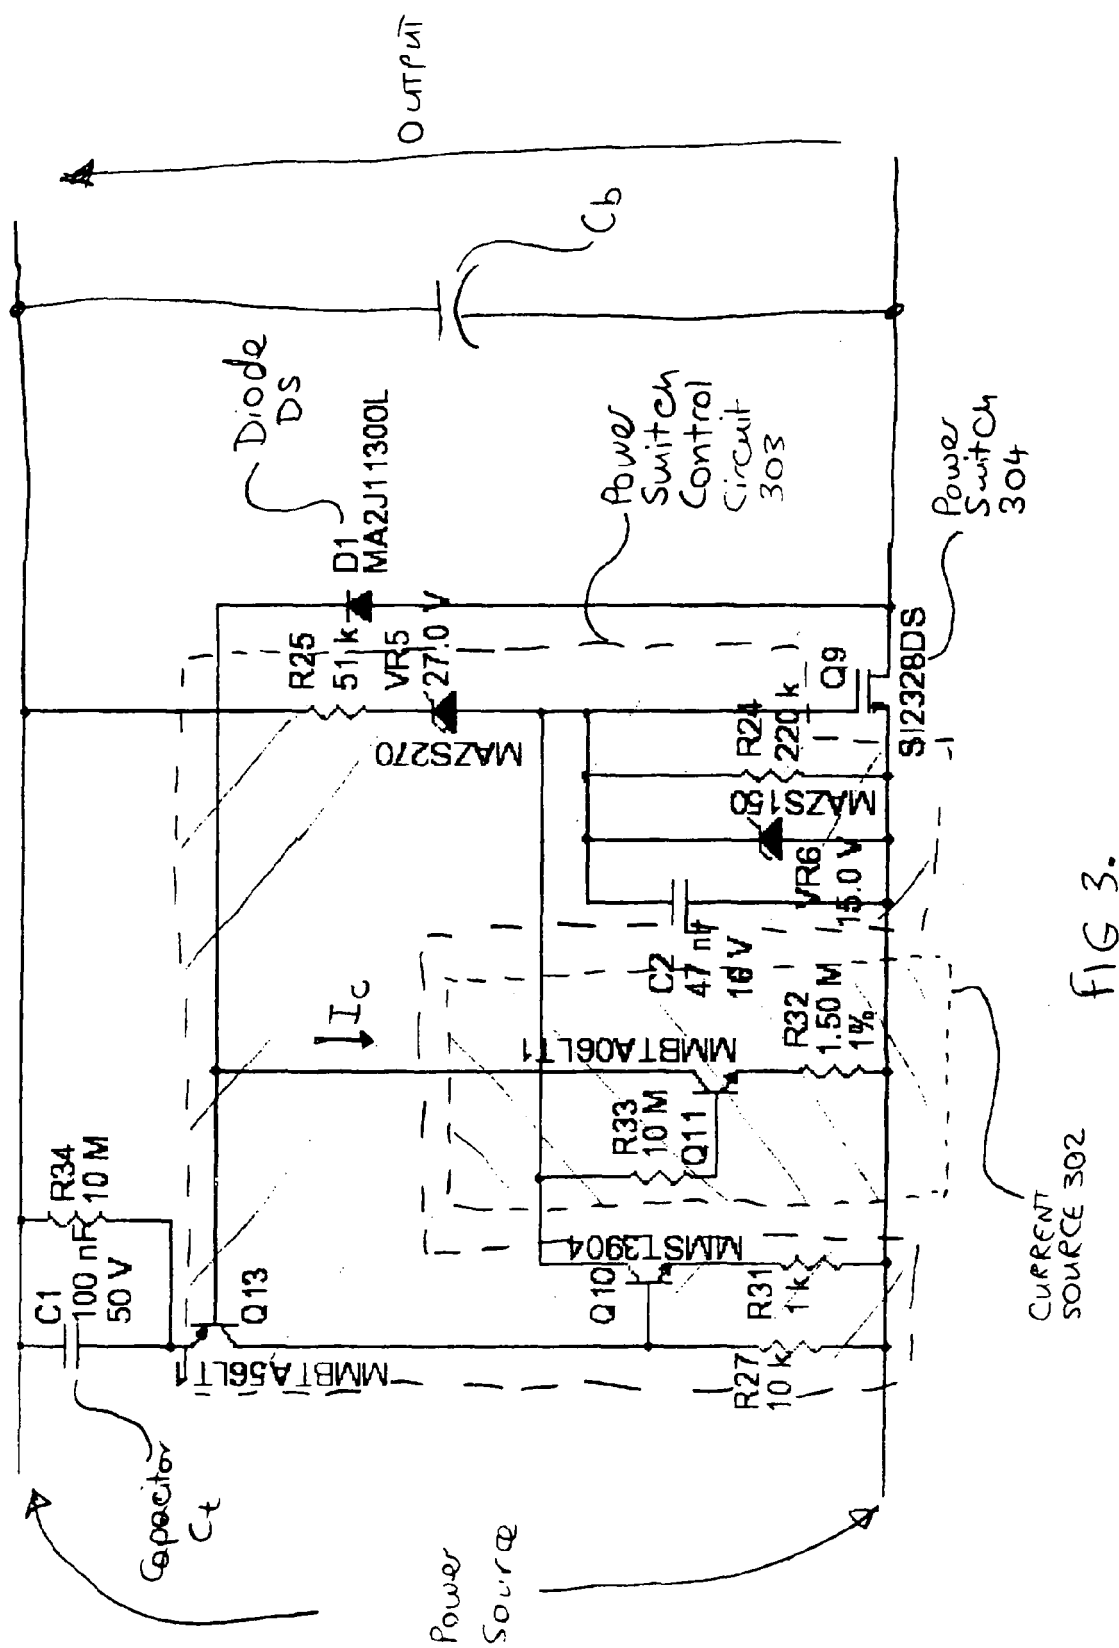 Power
Source
Capacitor
Ct
C1
100 nF
50 V
R34
10 M
Q13
MMBTA56LT1
R27
10 k
Q10
MMST3904
R31
1 k
CURRENT
SOURCE 302
Ic
R33
10 M
Q11
MMBTA06LT1
R32
1.50 M
1%
C2
47 nF
16 V
VR6
15.0 V
MAZS150
R24
220 k
Q9
SI2328DS
R25
51 k
VR5
27.0 V
MAZS270
D1
MA2J11300L
Diode
DS
Power
Switch
Control
Circuit
303
Power
Switch
304
Cb
OUTPUT
FIG 3.